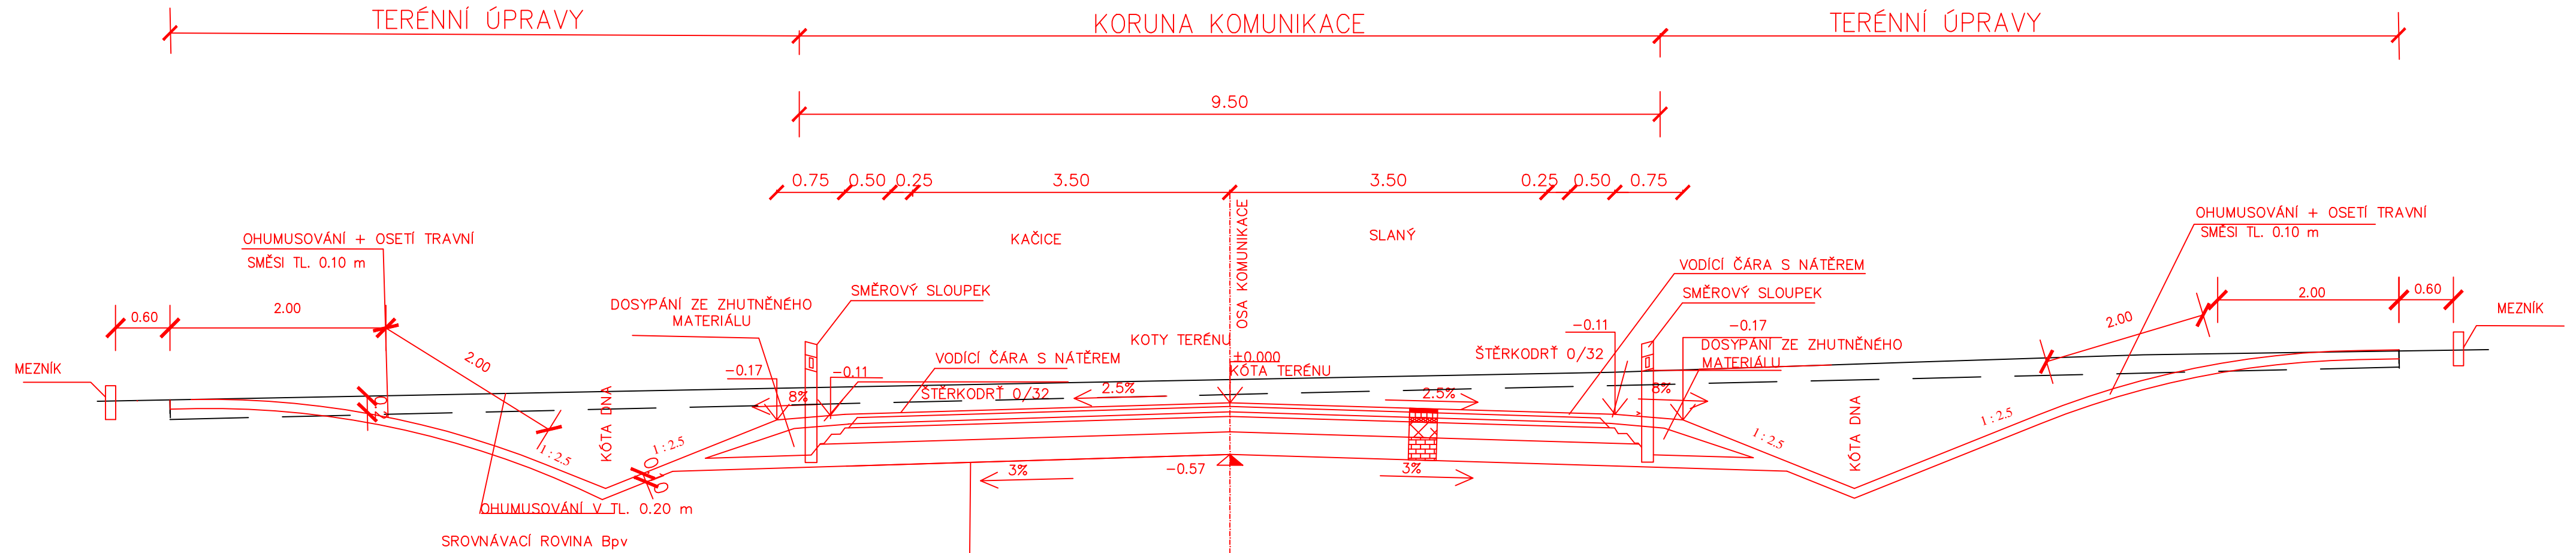 TERÉNNÍ ÚPRAVY
KORUNA KOMUNIKACE
TERÉNNÍ ÚPRAVY
9.50
0.75 0.50 0.25 3.50 3.50 0.25 0.50 0.75
OSA KOMUNIKACE
KAČICE
SLANÝ
OHUMUSOVÁNÍ + OSETÍ TRAVNÍ
SMĚSI TL. 0.10 m
OHUMUSOVÁNÍ + OSETÍ TRAVNÍ
SMĚSI TL. 0.10 m
0.60
2.00
2.00
DOSYPÁNÍ ZE ZHUTNĚNÉHO
MATERIÁLU
SMĚROVÝ SLOUPEK
VODÍCÍ ČÁRA S NÁTĚREM
SMĚROVÝ SLOUPEK
2.00
2.00
0.60
MEZNÍK
MEZNÍK
KOTY TERÉNU
±0.000
KÓTA TERÉNU
-0.11
ŠTĚRKODRŤ 0/32
-0.17
DOSYPÁNÍ ZE ZHUTNĚNÉHO
MATERIÁLU
VODÍCÍ ČÁRA S NÁTĚREM
-0.17
-0.11
ŠTĚRKODRŤ 0/32
8%
2.5%
2.5%
8%
KÓTA DNA
KÓTA DNA
1:2.5
1:2.5
1:2.5
1:2.5
3%
-0.57
3%
OHUMUSOVÁNÍ V TL. 0.20 m
SROVNÁVACÍ ROVINA Bpv